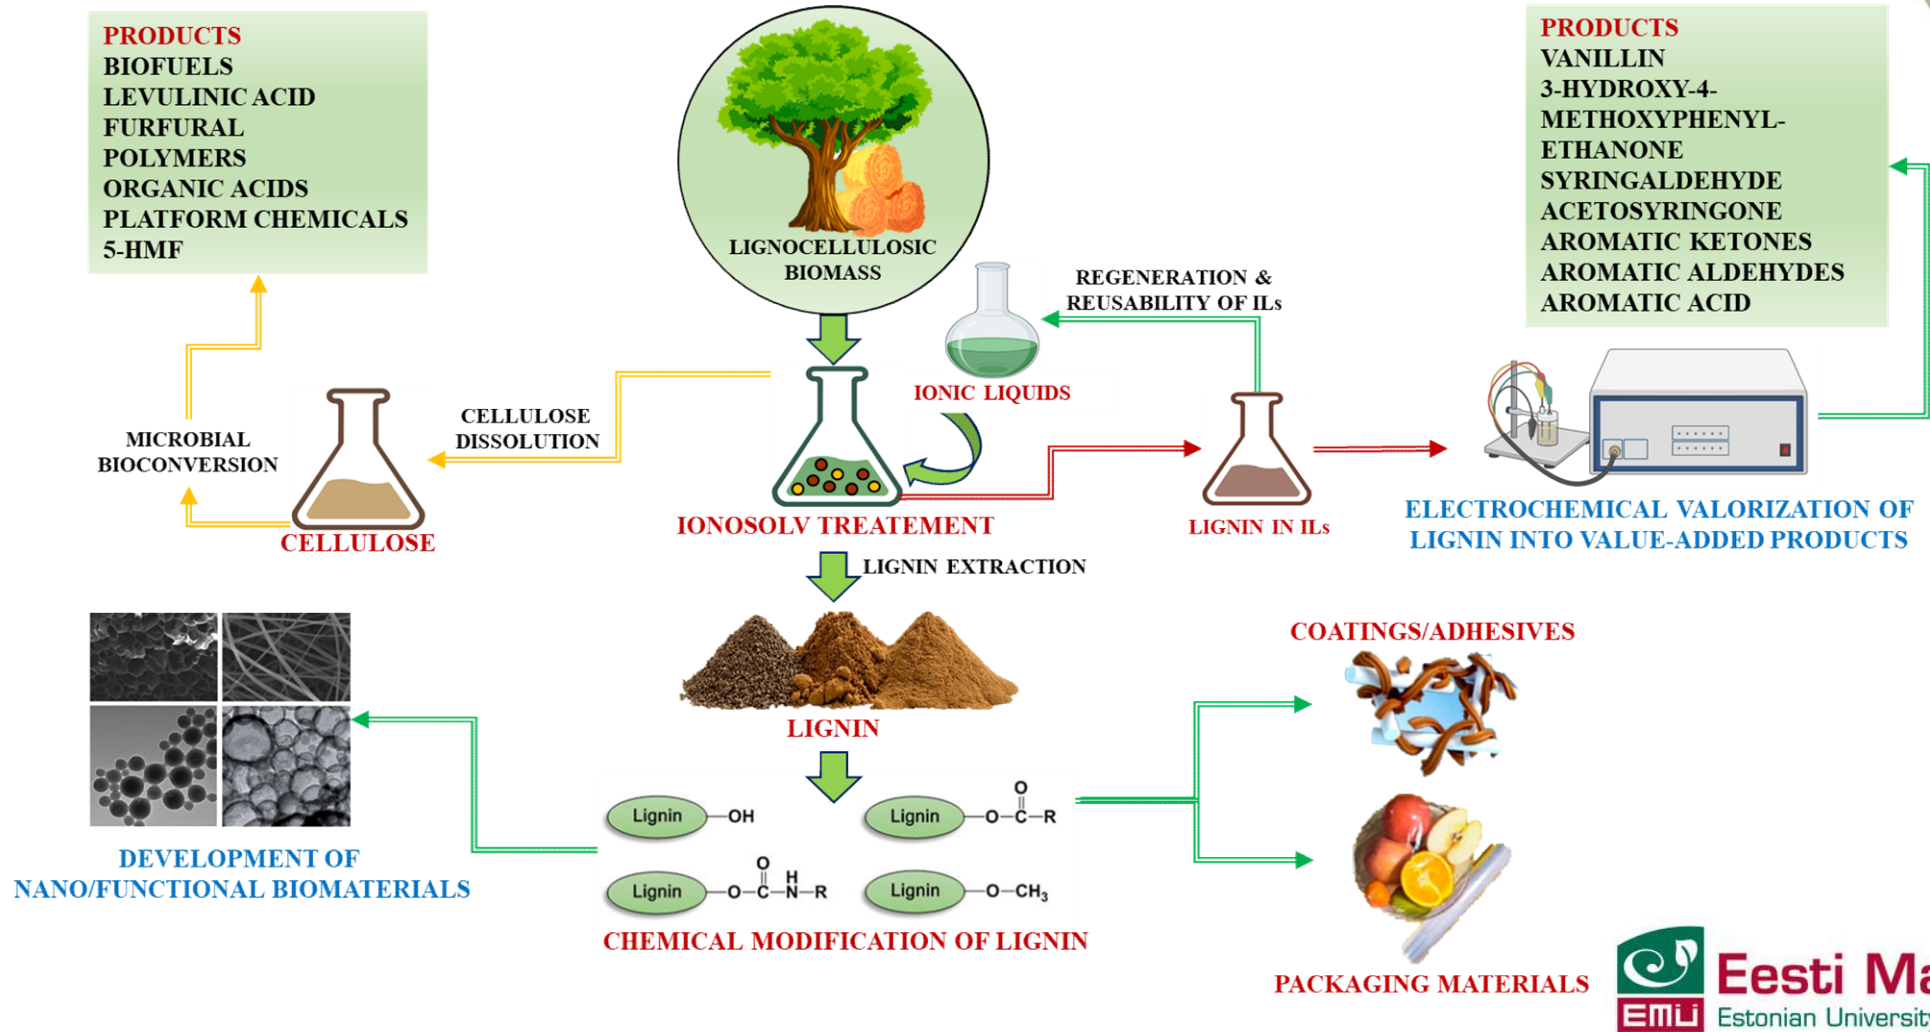 PRODUCTS
BIOFUELS
LEVULINIC ACID
FURFURAL
POLYMERS
ORGANIC ACIDS
PLATFORM CHEMICALS
5-HMF
LIGNOCELLULOSIC
BIOMASS
PRODUCTS
VANILLIN
3-HYDROXY-4-
METHOXYPHENYL-
ETHANONE
SYRINGALDEHYDE
ACETOSYRINGONE
AROMATIC KETONES
AROMATIC ALDEHYDES
AROMATIC ACID
REGENERATION &
REUSABILITY OF ILs
IONIC LIQUIDS
CELLULOSE
DISSOLUTION
MICROBIAL
BIOCONVERSION
CELLULOSE
IONOSOLV TREATEMENT
LIGNIN IN ILs
ELECTROCHEMICAL VALORIZATION OF
LIGNIN INTO VALUE-ADDED PRODUCTS
LIGNIN EXTRACTION
LIGNIN
COATINGS/ADHESIVES
Lignin OH
Lignin O C R
O
Lignin O C N R
O H
Lignin O CH3
CHEMICAL MODIFICATION OF LIGNIN
DEVELOPMENT OF
NANO/FUNCTIONAL BIOMATERIALS
PACKAGING MATERIALS
EMÜ
Eesti Ma
Estonian University